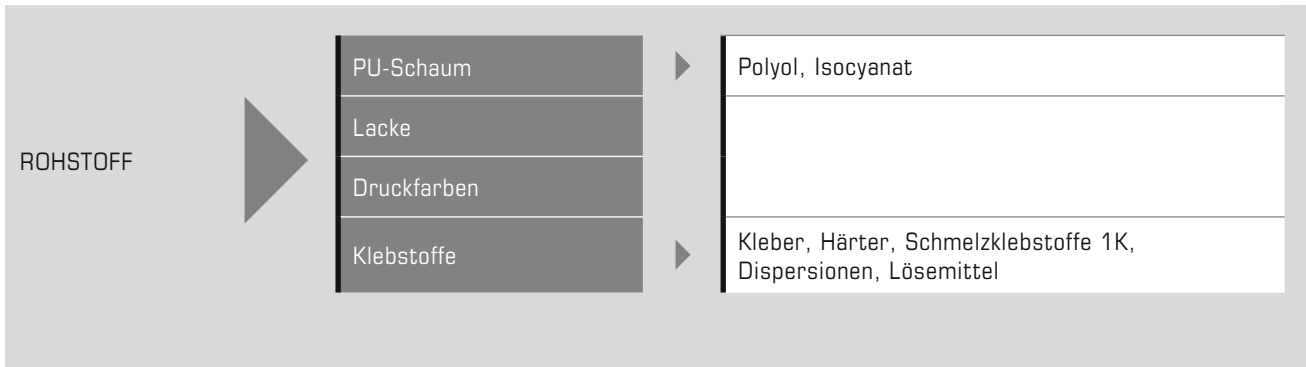 ROHSTOFF
PU-Schaum
Polyol, Isocyanat
Lacke
Druckfarben
Klebstoffe
Kleber, Härter, Schmelzklebstoffe 1K,
Dispersionen, Lösemittel